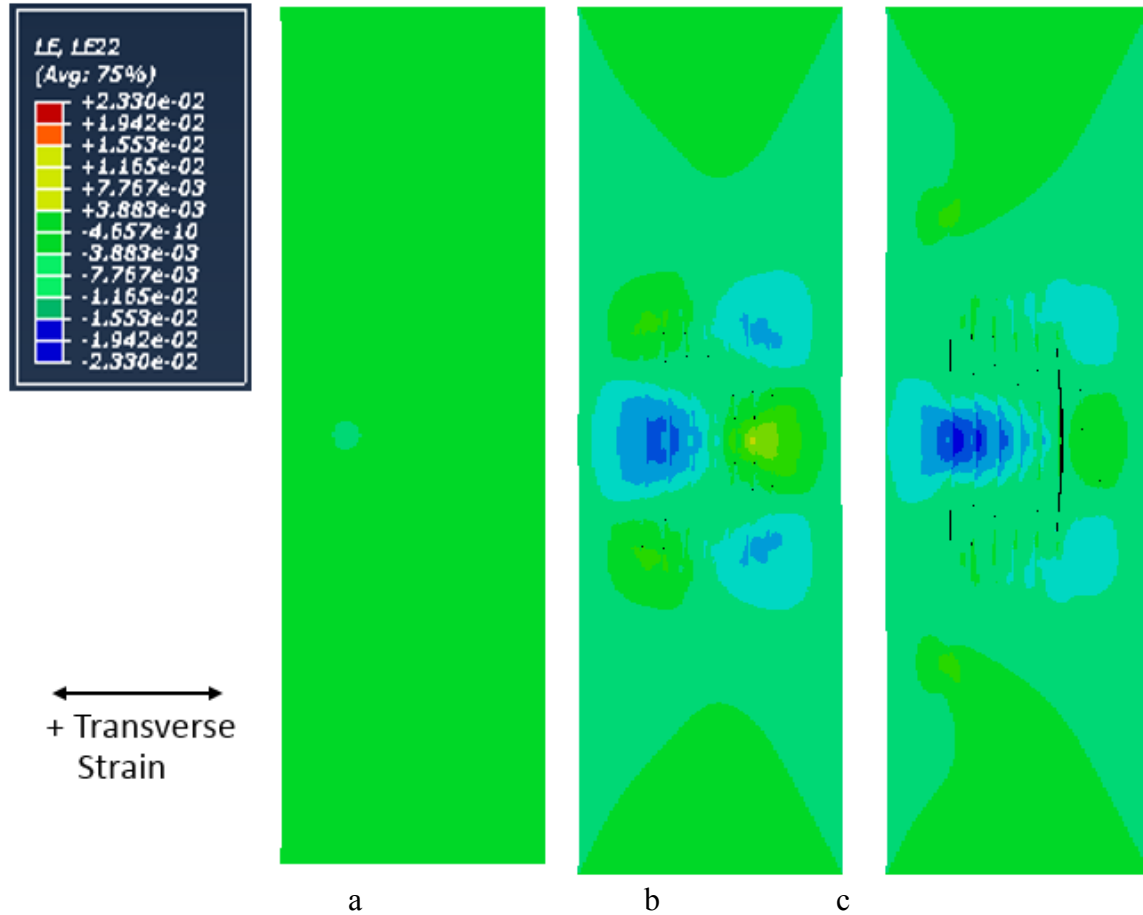 LE, LE22
(Avg: 75%)
+2.330e-02
+1.942e-02
+1.553e-02
+1.165e-02
+7.767e-03
+3.883e-03
-4.657e-10
-3.883e-03
-7.767e-03
-1.165e-02
-1.553e-02
-1.942e-02
-2.330e-02
+ Transverse
Strain
a b c